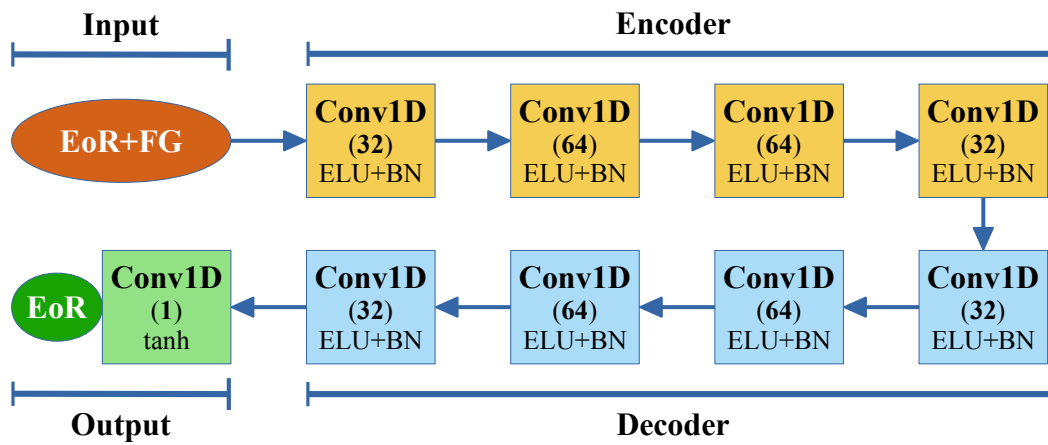 Input
Encoder
EoR+FG
Conv1D
(32)
ELU+BN
Conv1D
(64)
ELU+BN
Conv1D
(64)
ELU+BN
Conv1D
(32)
ELU+BN
EoR
Conv1D
(1)
tanh
Conv1D
(32)
ELU+BN
Conv1D
(64)
ELU+BN
Conv1D
(64)
ELU+BN
Conv1D
(32)
ELU+BN
Output
Decoder